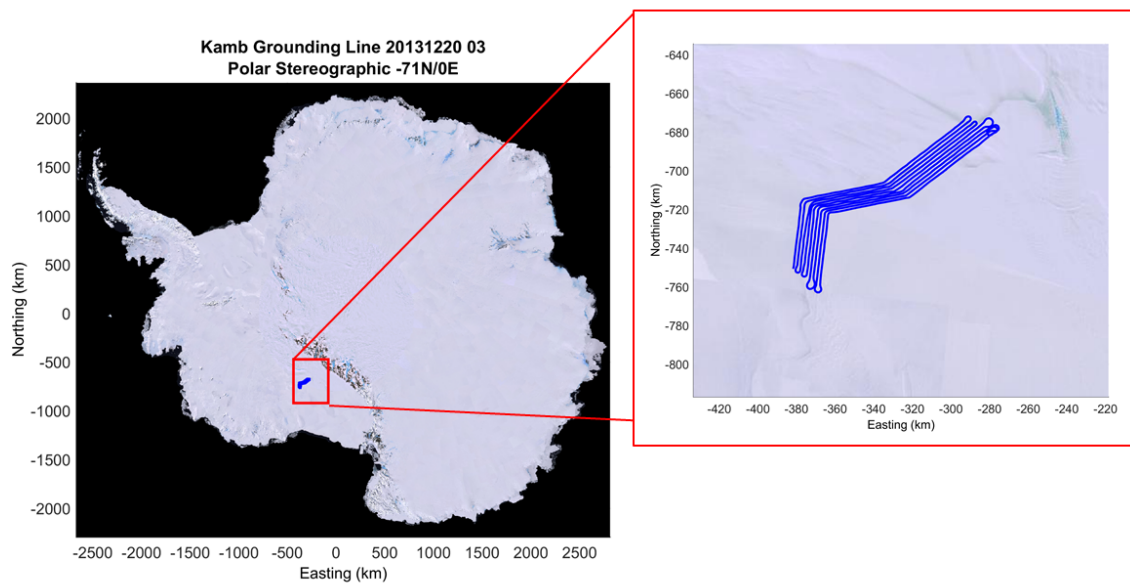 Kamb Grounding Line 20131220 03
Polar Stereographic -71N/0E
Northing (km)
2000
1500
1000
500
0
-500
-1000
-1500
-2000
-2500 -2000 -1500 -1000 -500 0 500 1000 1500 2000 2500
Easting (km)
Northing (km)
-640
-660
-680
-700
-720
-740
-760
-780
-800
-420 -400 -380 -360 -340 -320 -300 -280 -260 -240 -220
Easting (km)